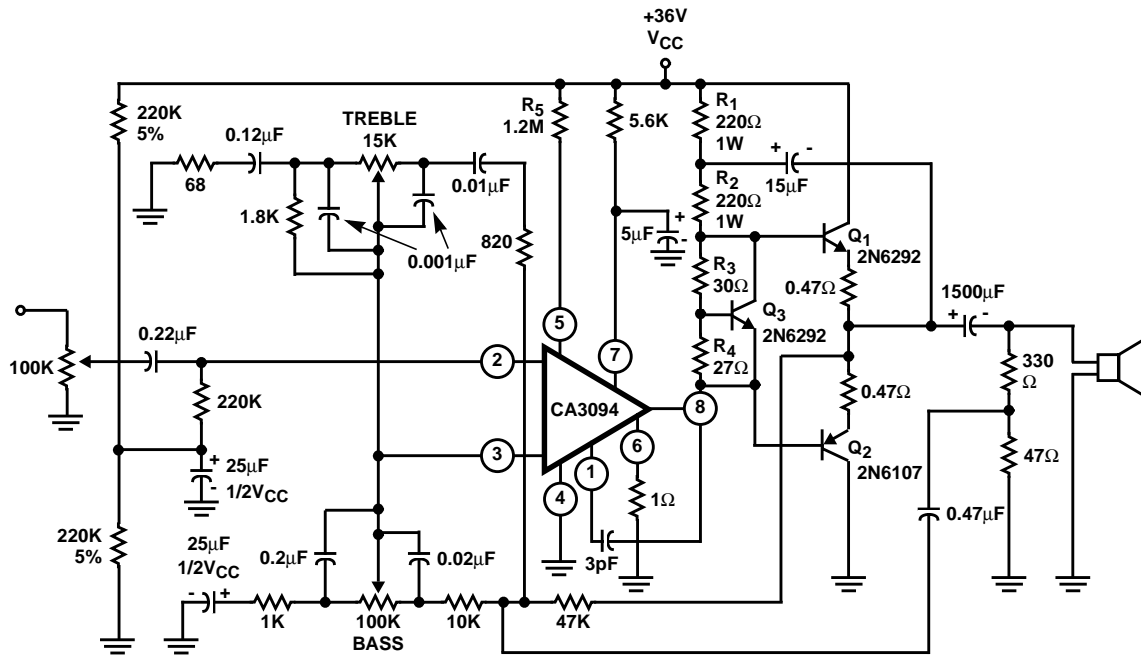 +36V
VCC
220K
5%
0.12μF
TREBLE
15K
R5
1.2M
5.6K
R1
220Ω
1W
68
0.01μF
15μF
+
-
1.8K
0.001μF
820
R2
220Ω
1W
+
5μF
-
Q1
2N6292
R3
30Ω
0.47Ω
Q3
2N6292
1500μF
+
-
0.22μF
100K
5
7
2
R4
27Ω
330
Ω
220K
CA3094
8
0.47Ω
3
6
1
4
Q2
2N6107
+
25μF
-
1/2VCC
1Ω
47Ω
220K
5%
25μF
1/2VCC
0.2μF
0.02μF
3pF
0.47μF
-
+
1K
100K
BASS
10K
47K